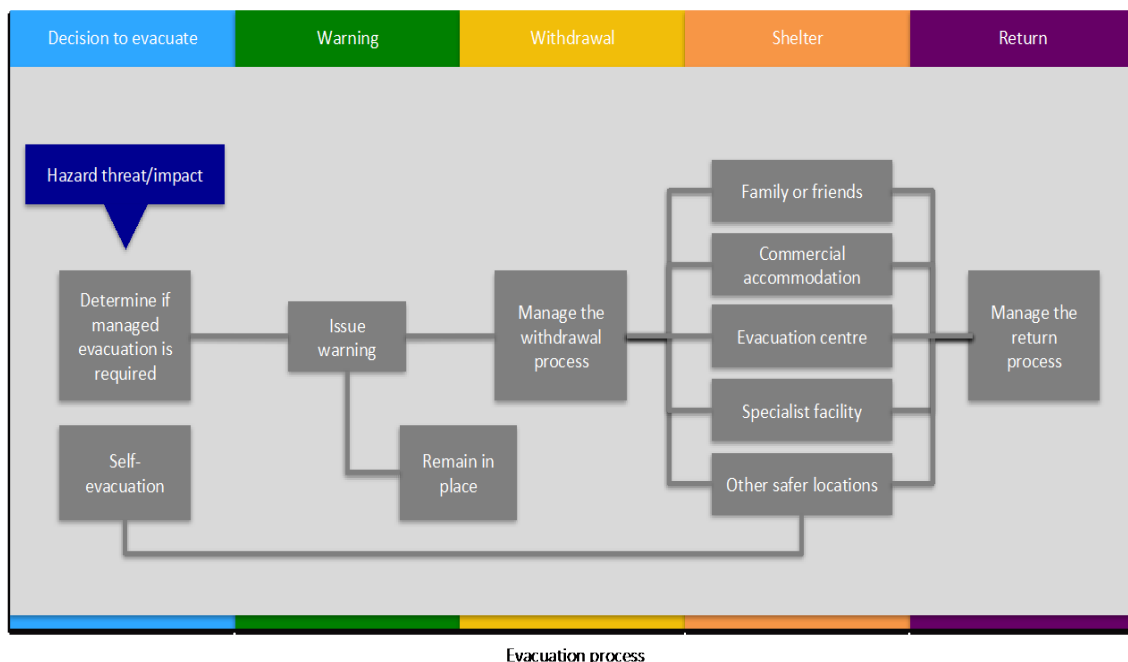 Decision to evacuate
Warning
Withdrawal
Shelter
Return
Hazard threat/impact
Determine if
managed
evacuation is
required
Self-
evacuation
Issue
warning
Remain in
place
Manage the
withdrawal
process
Family or friends
Commercial
accommodation
Evacuation centre
Specialist facility
Other safer locations
Manage the
return
process
Evacuation process